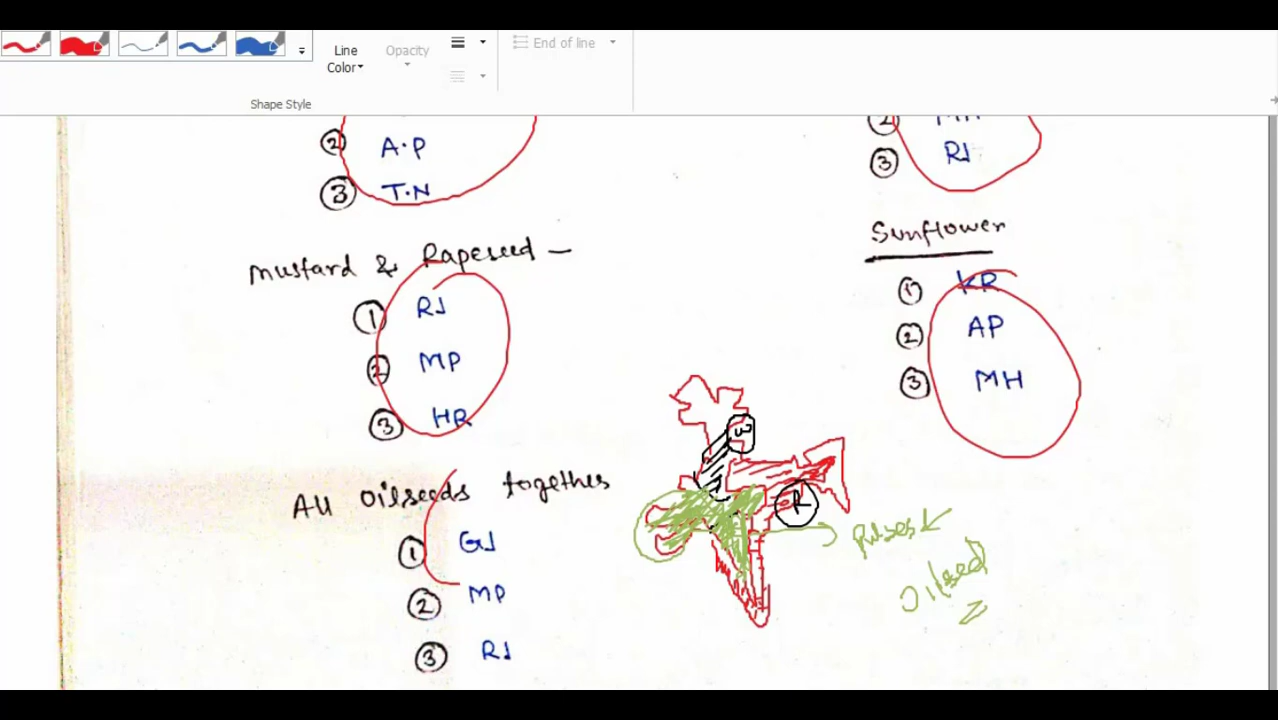 Line
Color
Opacity
End of line
Shape Style
② A.P
③ T.N
Mustard & Rapeseed —
① RJ
② MP
③ HR
All Oilseeds together
① GJ
② MP
③ RJ
② MH
③ RJ
Sunflower
① KR
② AP
③ MH
W
R
Pulses
Oilseed